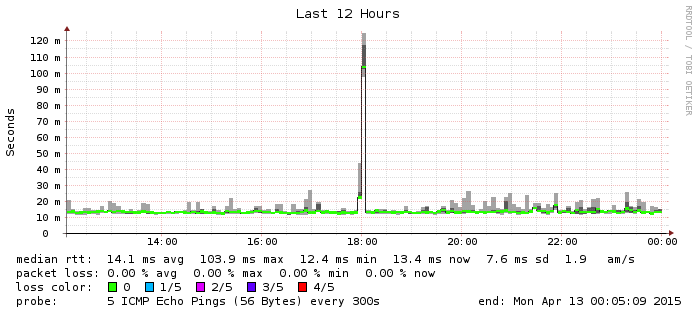 Last 12 Hours
RRDTOOL / TOBI OETIKER
Seconds
120 m
110 m
100 m
90 m
80 m
70 m
60 m
50 m
40 m
30 m
20 m
10 m
0
14:00 16:00 18:00 20:00 22:00 00:00
median rtt: 14.1 ms avg 103.9 ms max 12.4 ms min 13.4 ms now 7.6 ms sd 1.9 am/s
packet loss: 0.00 % avg 0.00 % max 0.00 % min 0.00 % now
loss color: 0 1/5 2/5 3/5 4/5
probe: 5 ICMP Echo Pings (56 Bytes) every 300s end: Mon Apr 13 00:05:09 2015